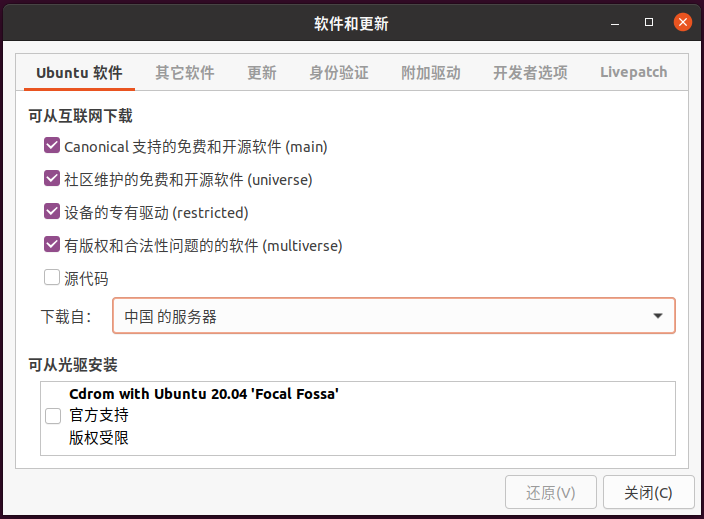 软件和更新
Ubuntu 软件 其它软件 更新 身份验证 附加驱动 开发者选项 Livepatch
可从互联网下载
Canonical 支持的免费和开源软件 (main)
社区维护的免费和开源软件 (universe)
设备的专有驱动 (restricted)
有版权和合法性问题的的软件 (multiverse)
源代码
下载自： 中国 的服务器
可从光驱安装
Cdrom with Ubuntu 20.04 'Focal Fossa'
官方支持
版权受限
还原(V) 关闭(C)